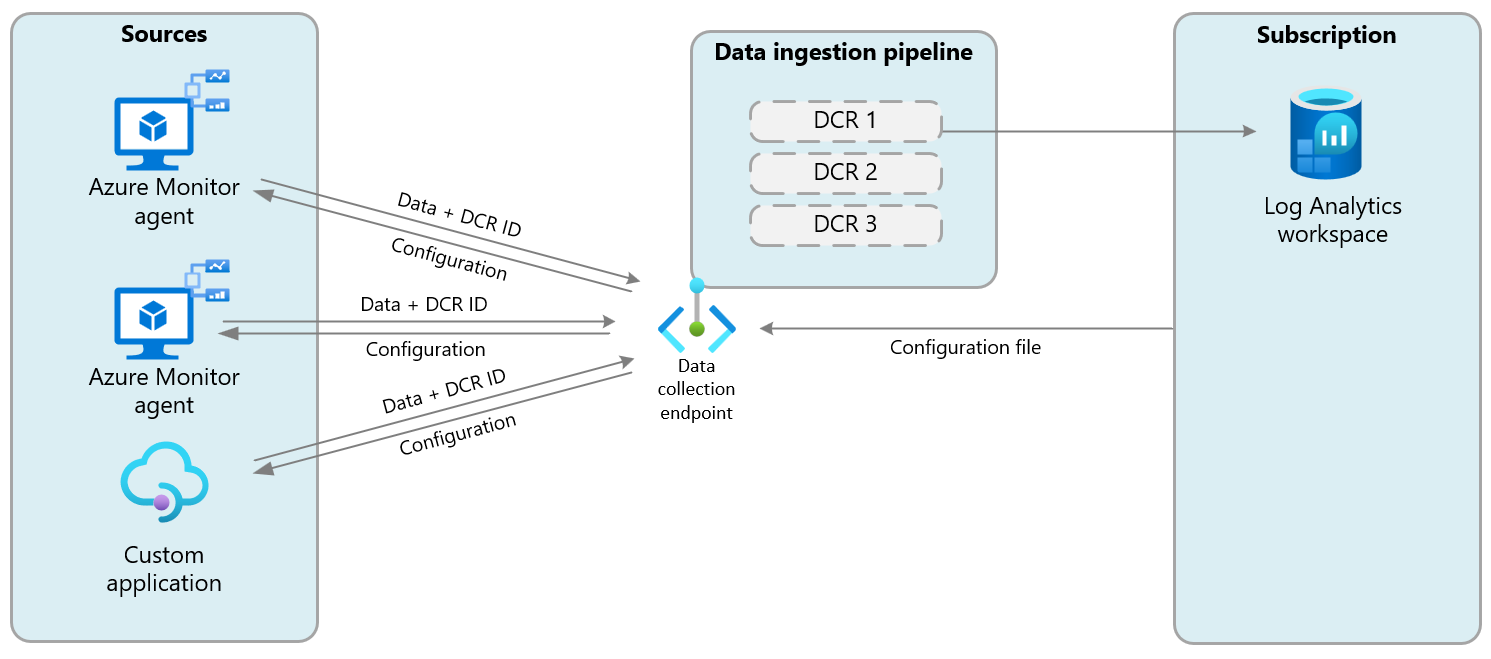 Sources
Azure Monitor
agent
Azure Monitor
agent
Custom
application
Data + DCR ID
Configuration
Data + DCR ID
Configuration
Data + DCR ID
Configuration
Data ingestion pipeline
DCR 1
DCR 2
DCR 3
Data
collection
endpoint
Configuration file
Subscription
Log Analytics
workspace